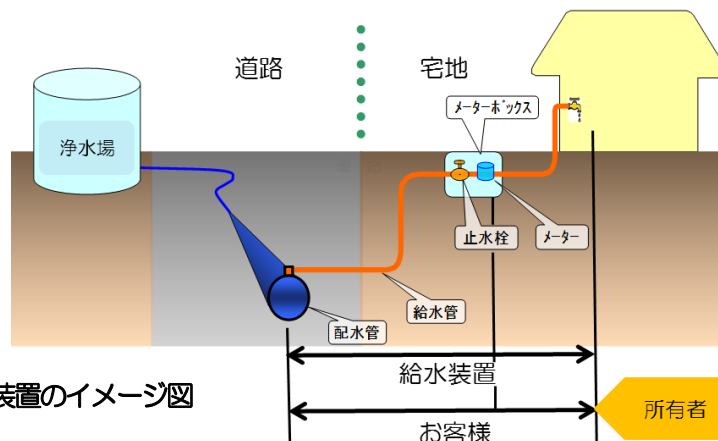 道路
宅地
メーターボックス
浄水場
止水栓
メーター
給水管
配水管
給水装置
装置のイメージ図
所有者
お客様